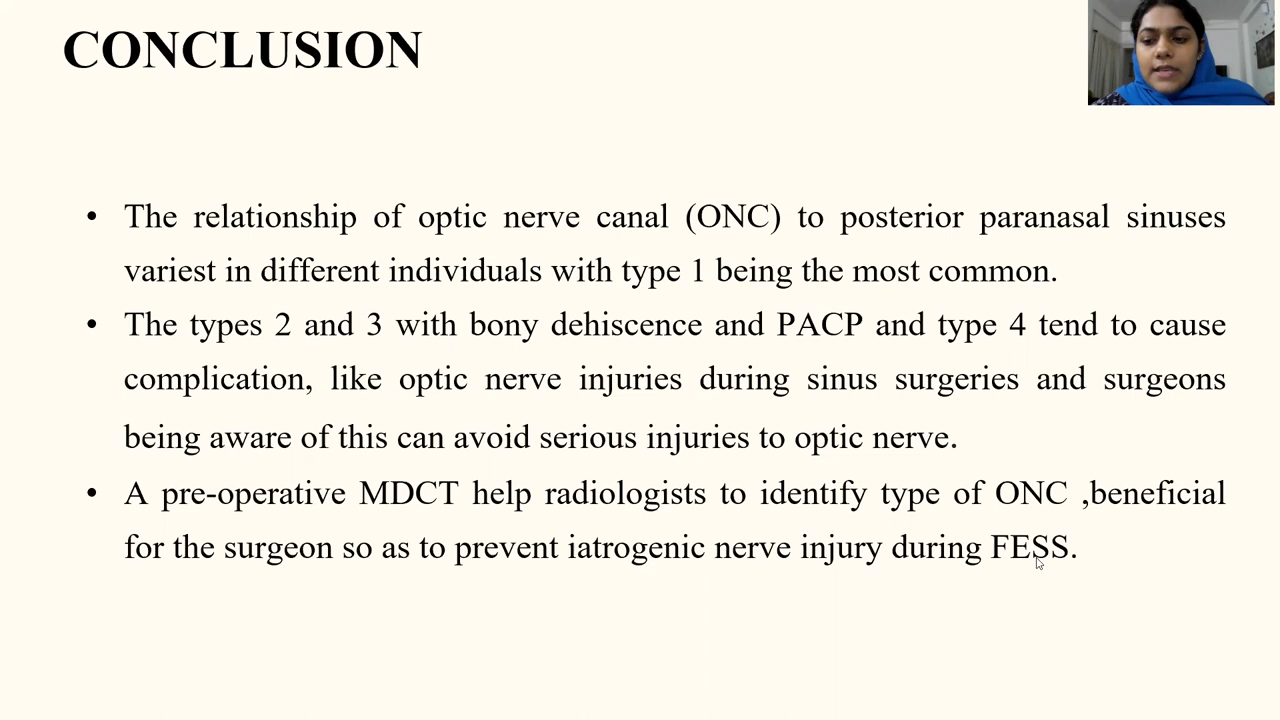 CONCLUSION
• The relationship of optic nerve canal (ONC) to posterior paranasal sinuses
variest in different individuals with type 1 being the most common.
• The types 2 and 3 with bony dehiscence and PACP and type 4 tend to cause
complication, like optic nerve injuries during sinus surgeries and surgeons
being aware of this can avoid serious injuries to optic nerve.
• A pre-operative MDCT help radiologists to identify type of ONC ,beneficial
for the surgeon so as to prevent iatrogenic nerve injury during FESS.